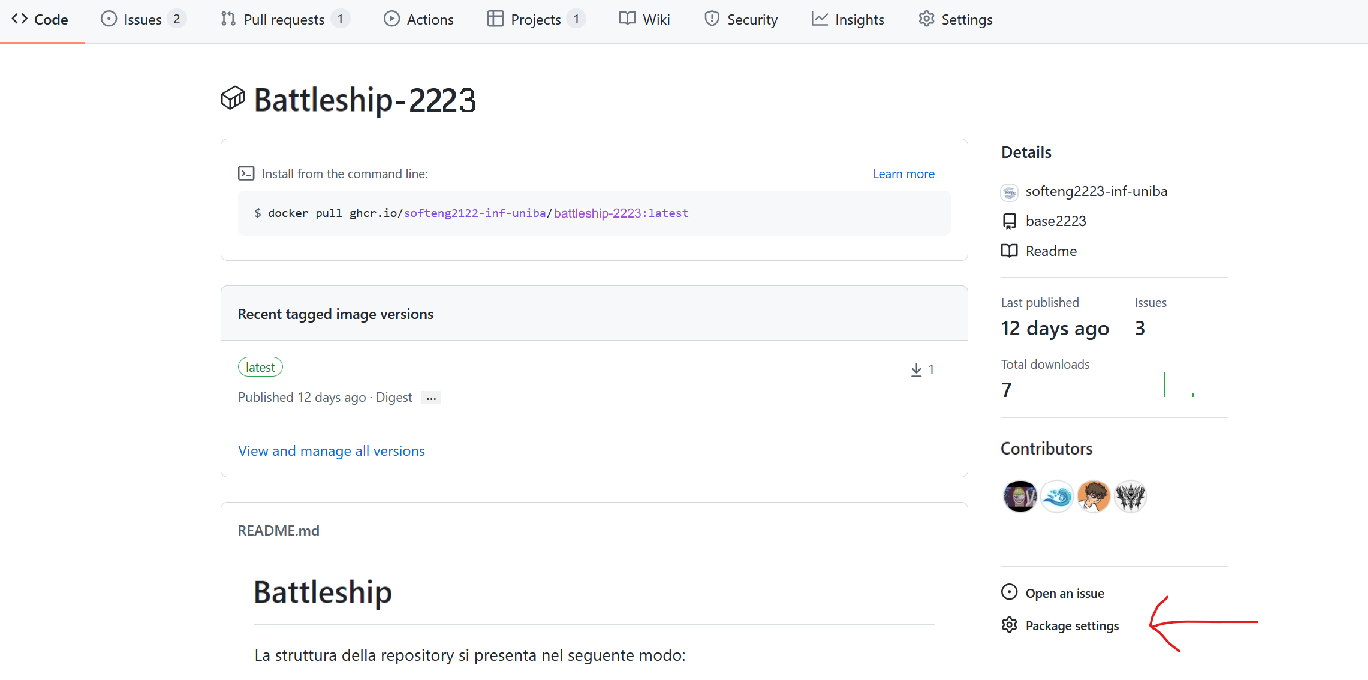 Code Issues 2 Pull requests 1 Actions Projects 1 Wiki Security Insights Settings
Battleship-2223
Install from the command line: Learn more
$ docker pull ghcr.io/softeng2122-inf-uniba/battleship-2223:latest
Recent tagged image versions
latest 1
Published 12 days ago · Digest ...
View and manage all versions
README.md
Battleship
La struttura della repository si presenta nel seguente modo:
Details
softeng2223-inf-uniba
base2223
Readme
Last published Issues
12 days ago 3
Total downloads
7
Contributors
Open an issue
Package settings